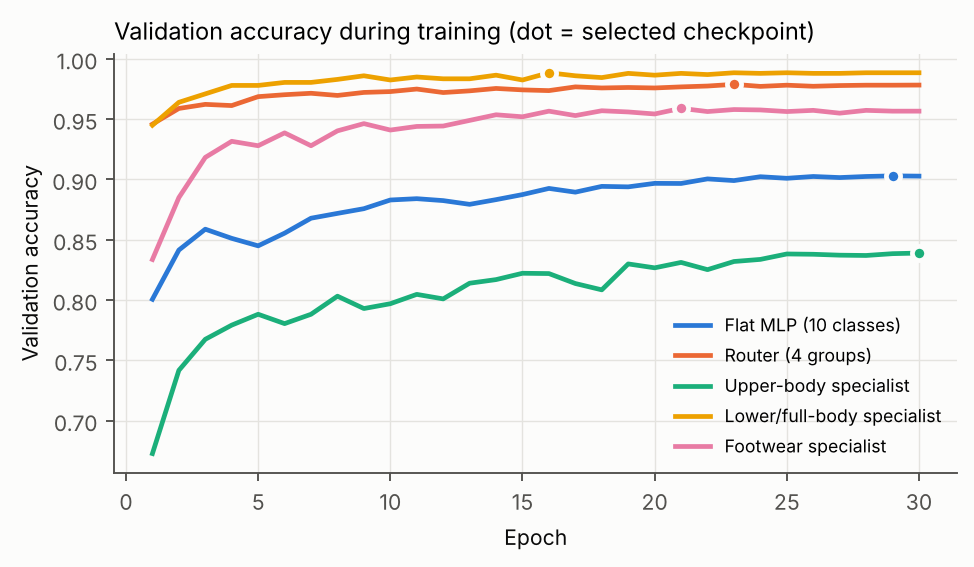 Validation accuracy during training (dot = selected checkpoint)
Validation accuracy
1.00
0.95
0.90
0.85
0.80
0.75
0.70
Flat MLP (10 classes)
Router (4 groups)
Upper-body specialist
Lower/full-body specialist
Footwear specialist
0 5 10 15 20 25 30
Epoch